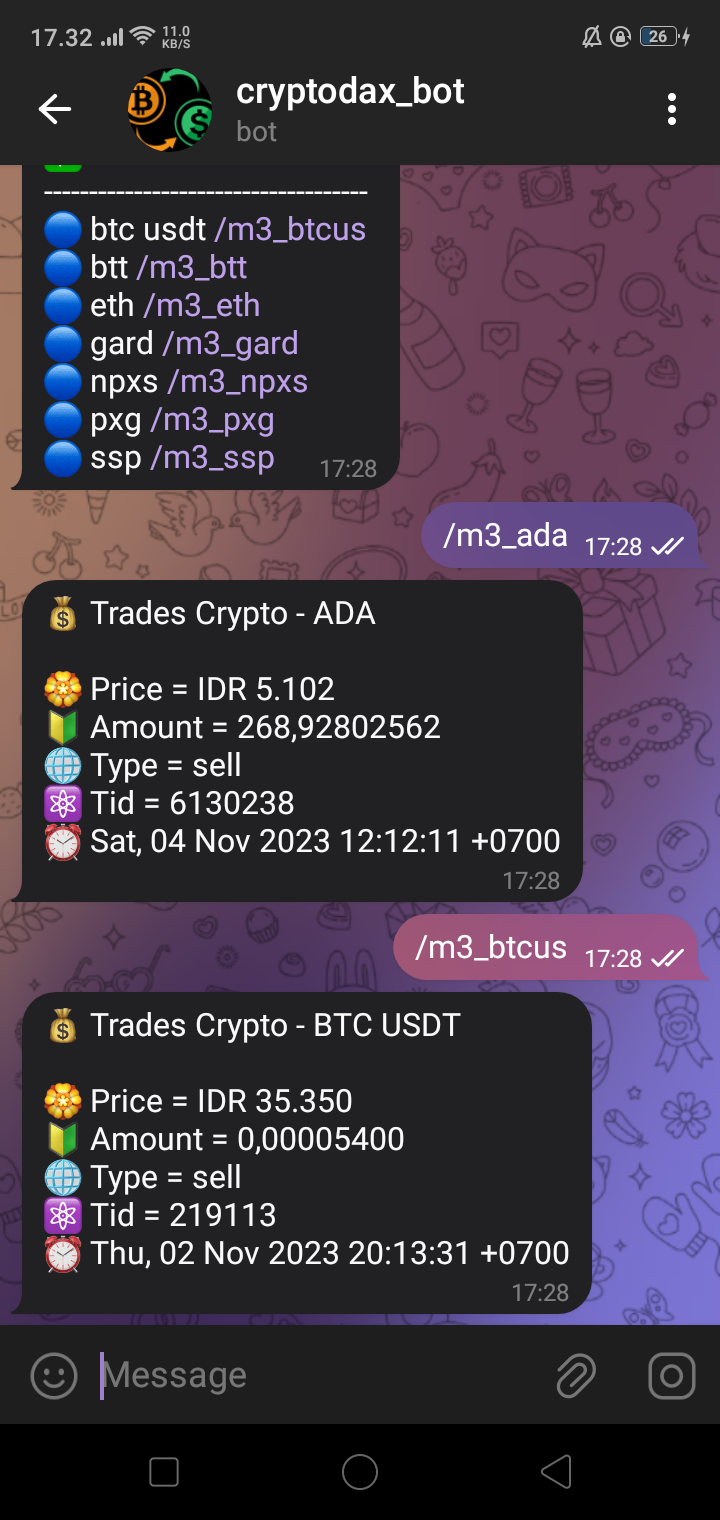 17.32 11.0 KB/S 26
cryptodax_bot
bot
------------------------------------
btc usdt /m3_btcus
btt /m3_btt
eth /m3_eth
gard /m3_gard
npxs /m3_npxs
pxg /m3_pxg
ssp /m3_ssp 17:28
/m3_ada 17:28
Trades Crypto - ADA
Price = IDR 5.102
Amount = 268,92802562
Type = sell
Tid = 6130238
Sat, 04 Nov 2023 12:12:11 +0700
17:28
/m3_btcus 17:28
Trades Crypto - BTC USDT
Price = IDR 35.350
Amount = 0,00005400
Type = sell
Tid = 219113
Thu, 02 Nov 2023 20:13:31 +0700
17:28
Message